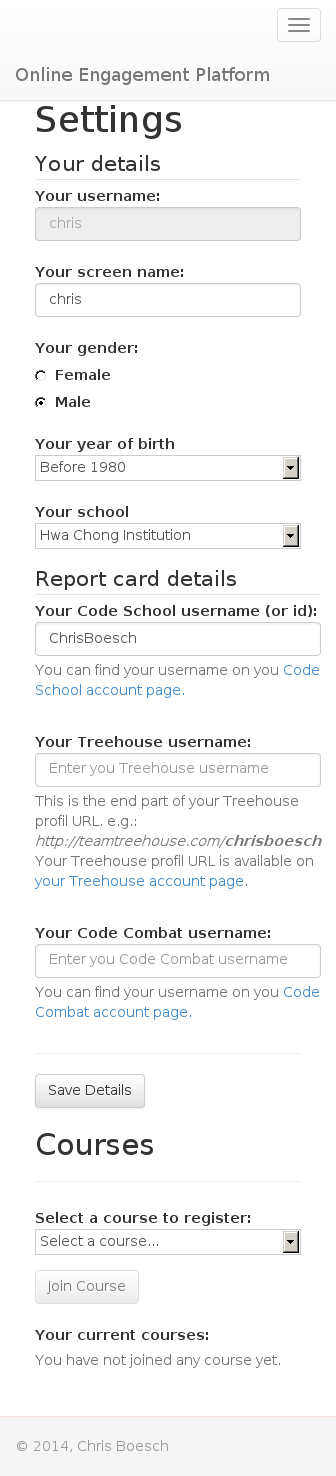 Online Engagement Platform
Settings
Your details
Your username:
chris
Your screen name:
chris
Your gender:
Female
Male
Your year of birth
Before 1980
Your school
Hwa Chong Institution
Report card details
Your Code School username (or id):
ChrisBoesch
You can find your username on you Code
School account page.
Your Treehouse username:
Enter you Treehouse username
This is the end part of your Treehouse
profil URL. e.g.:
http://teamtreehouse.com/chrisboesch
Your Treehouse profil URL is available on
your Treehouse account page.
Your Code Combat username:
Enter you Code Combat username
You can find your username on you Code
Combat account page.
Save Details
Courses
Select a course to register:
Select a course...
Join Course
Your current courses:
You have not joined any course yet.
© 2014, Chris Boesch